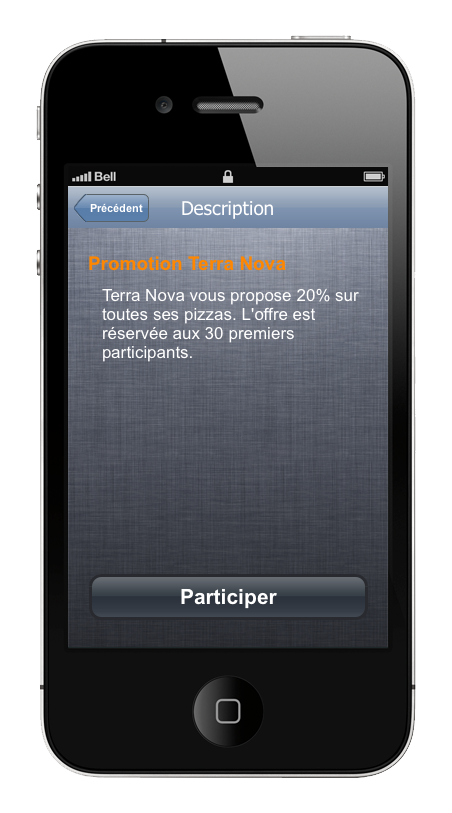 Bell
Précédent
Description
Promotion Terra Nova
Terra Nova vous propose 20% sur
toutes ses pizzas. L'offre est
réservée aux 30 premiers
participants.
Participer